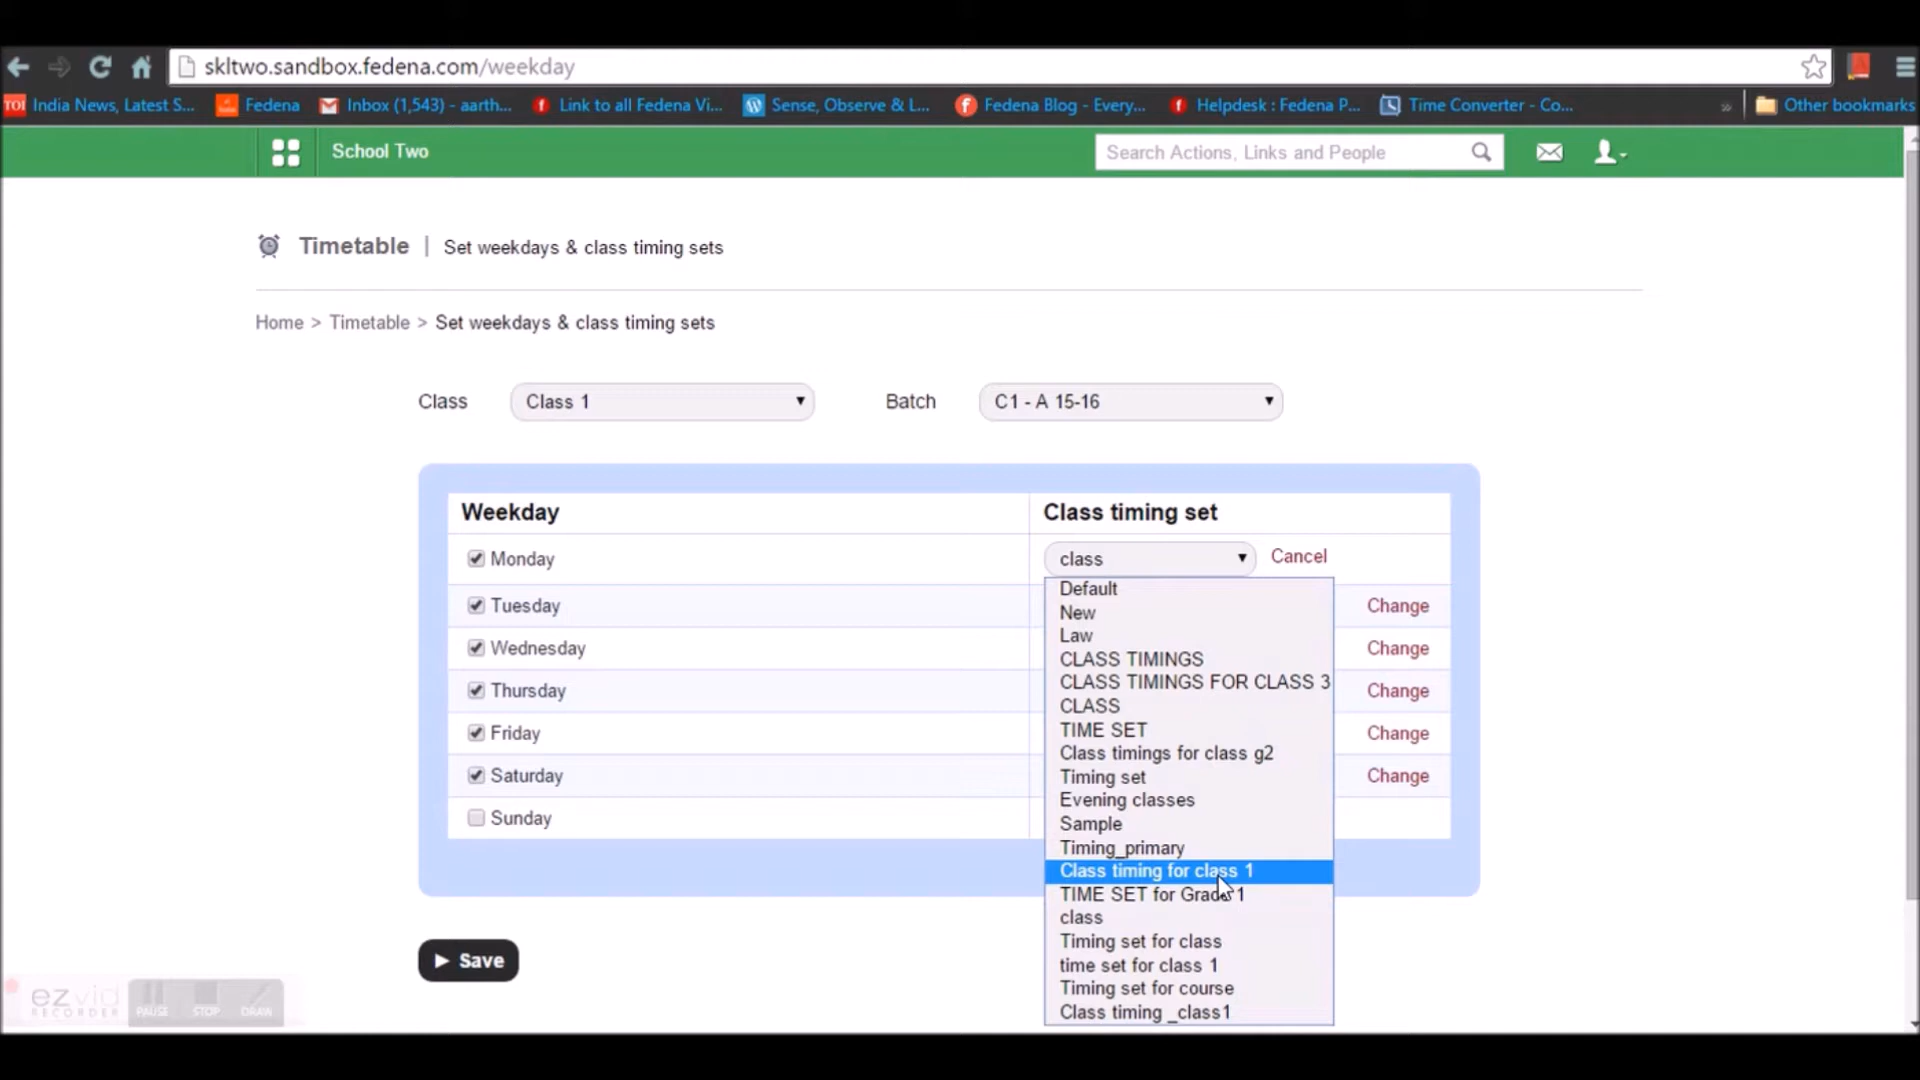 skltwo.sandbox.fedena.com/weekday
TOI India News, Latest S... Fedena Inbox (1,543) - aarth... Link to all Fedena Vi... Sense, Observe & L... Fedena Blog - Every... Helpdesk : Fedena P... Time Converter - Co... » Other bookmarks
School Two Search Actions, Links and People
Timetable | Set weekdays & class timing sets
Home > Timetable > Set weekdays & class timing sets
Class Class 1 Batch C1 - A 15-16
Weekday Class timing set
Monday class Cancel
Default
New
Tuesday Change
Law
Wednesday Change
CLASS TIMINGS
CLASS TIMINGS FOR CLASS 3
Thursday Change
CLASS
TIME SET
Friday Change
Class timings for class g2
Timing set
Saturday Change
Evening classes
Sunday
Sample
Timing_primary
Class timing for class 1
TIME SET for Grade 1
class
Timing set for class
Save
time set for class 1
Timing set for course
Class timing _class1
ezvid
RECORDER PAUSE STOP DRAW